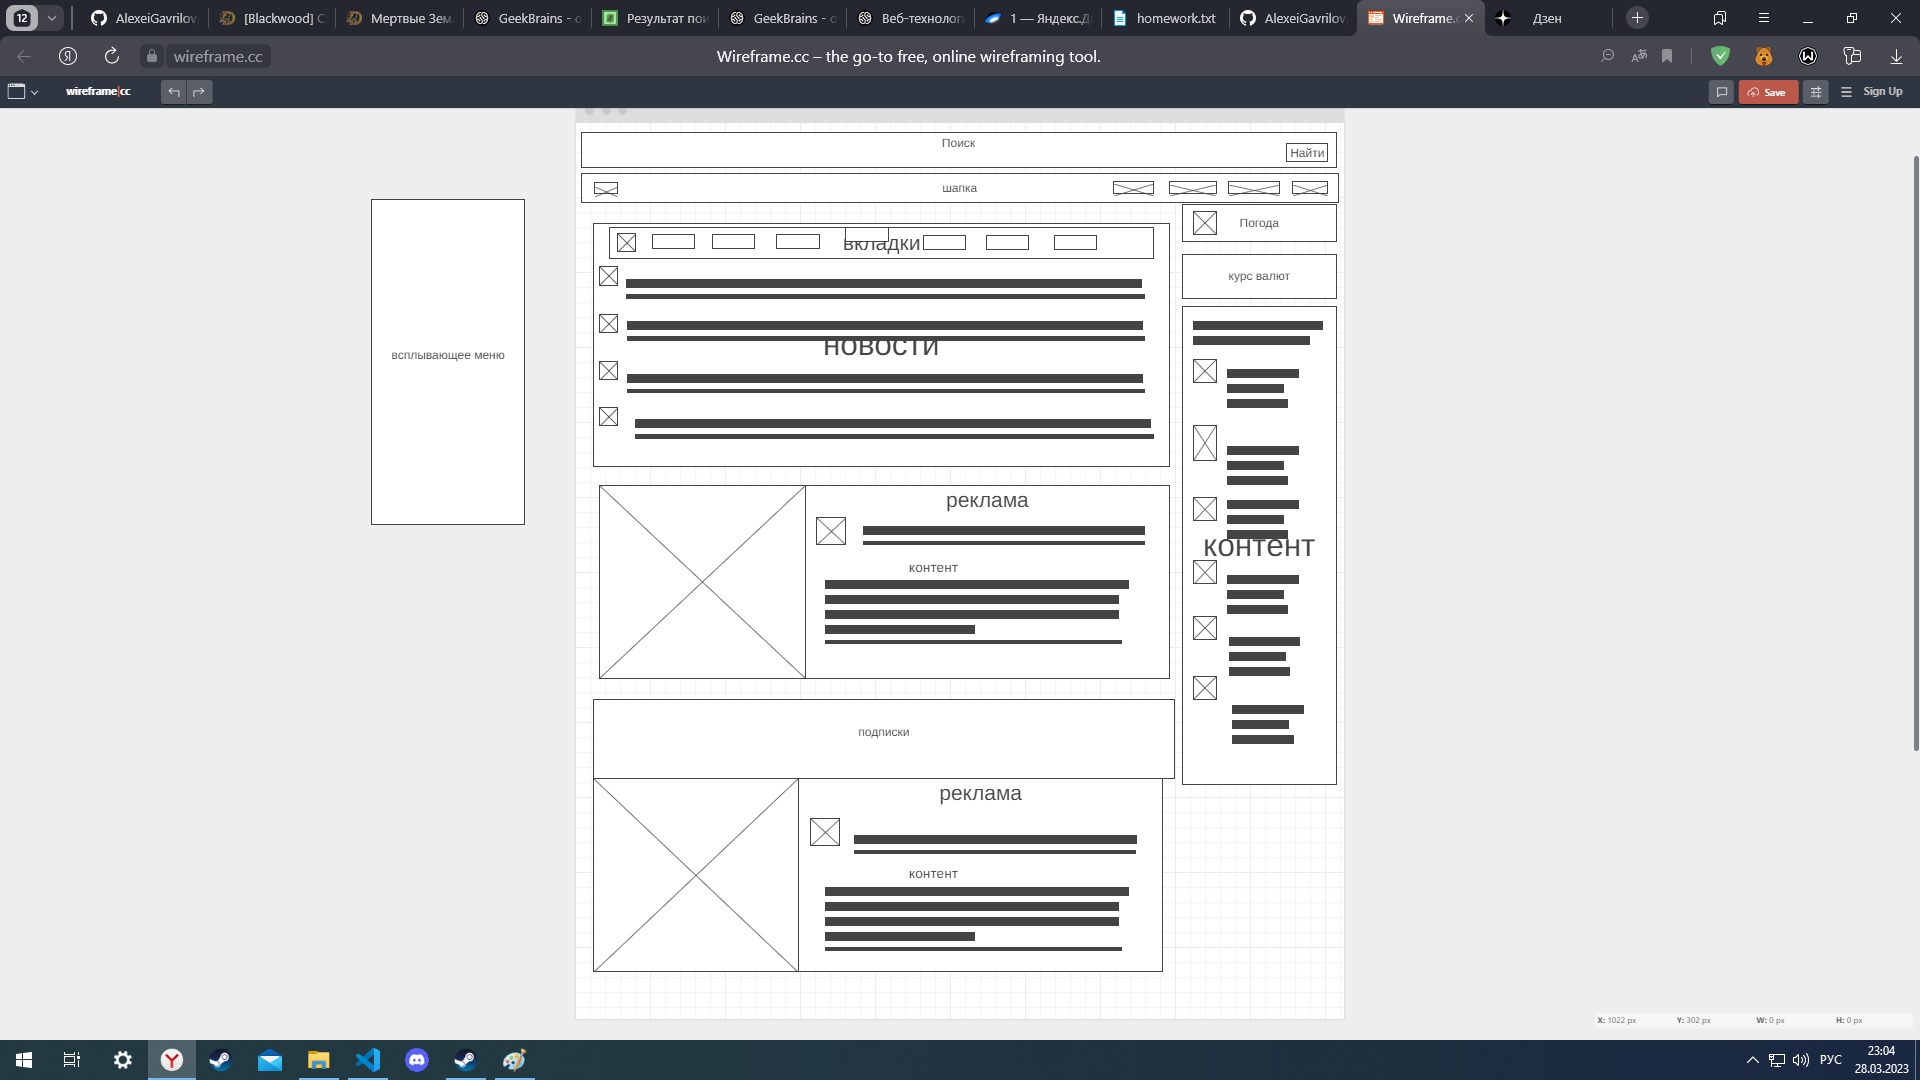 12
AlexeiGavrilov
[Blackwood] С
Мертвые Зем
GeekBrains - о
Результат пои
GeekBrains - о
Веб-технолог
1 — Яндекс.Д
homework.txt
AlexeiGavrilov
Wireframe.c
Дзен
wireframe.cc
Wireframe.cc – the go-to free, online wireframing tool.
wireframe|cc
Save
Sign Up
Поиск
Найти
шапка
Погода
вкладки
курс валют
новости
всплывающее меню
реклама
контент
контент
подписки
реклама
контент
X: 1022 px
Y: 302 px
W: 0 px
H: 0 px
РУС
23:04
28.03.2023